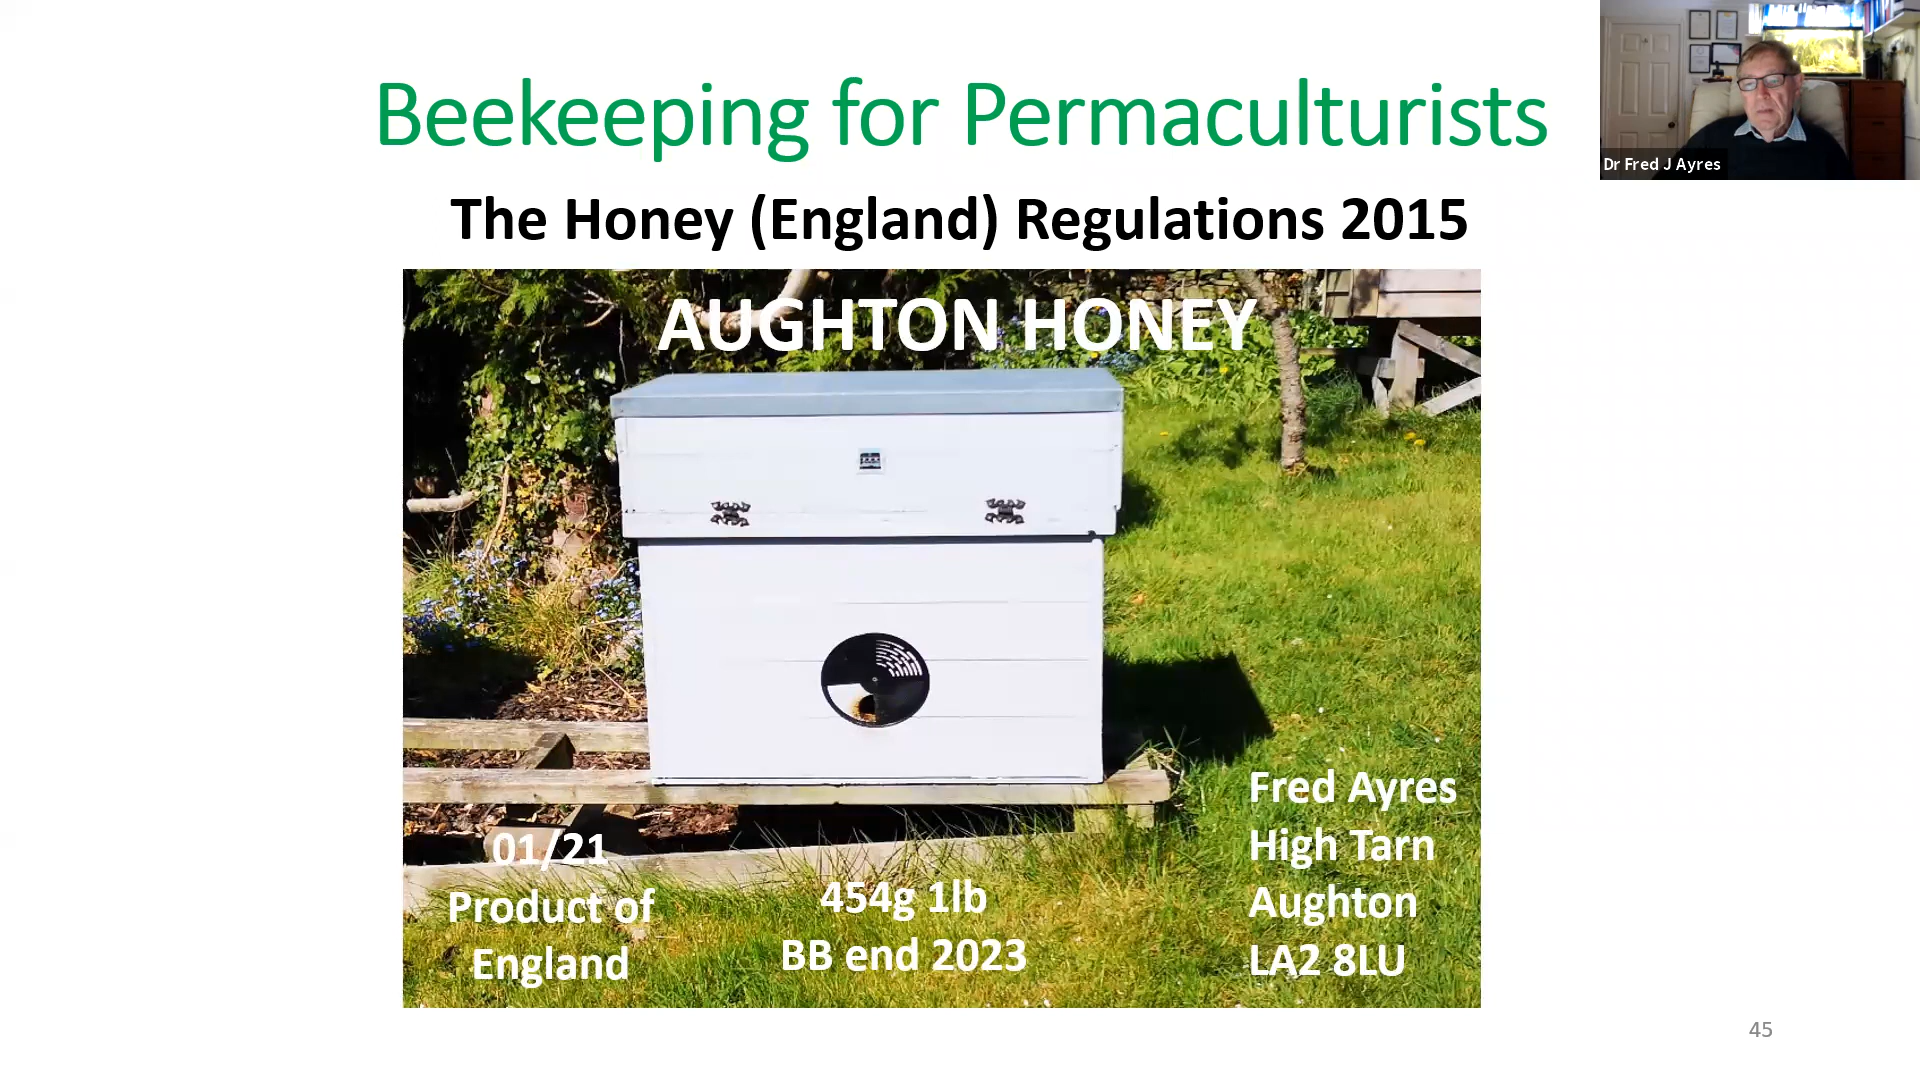 Beekeeping for Permaculturists
Dr Fred J Ayres
The Honey (England) Regulations 2015
AUGHTON HONEY
01/21
Product of
England
454g 1lb
BB end 2023
Fred Ayres
High Tarn
Aughton
LA2 8LU
45